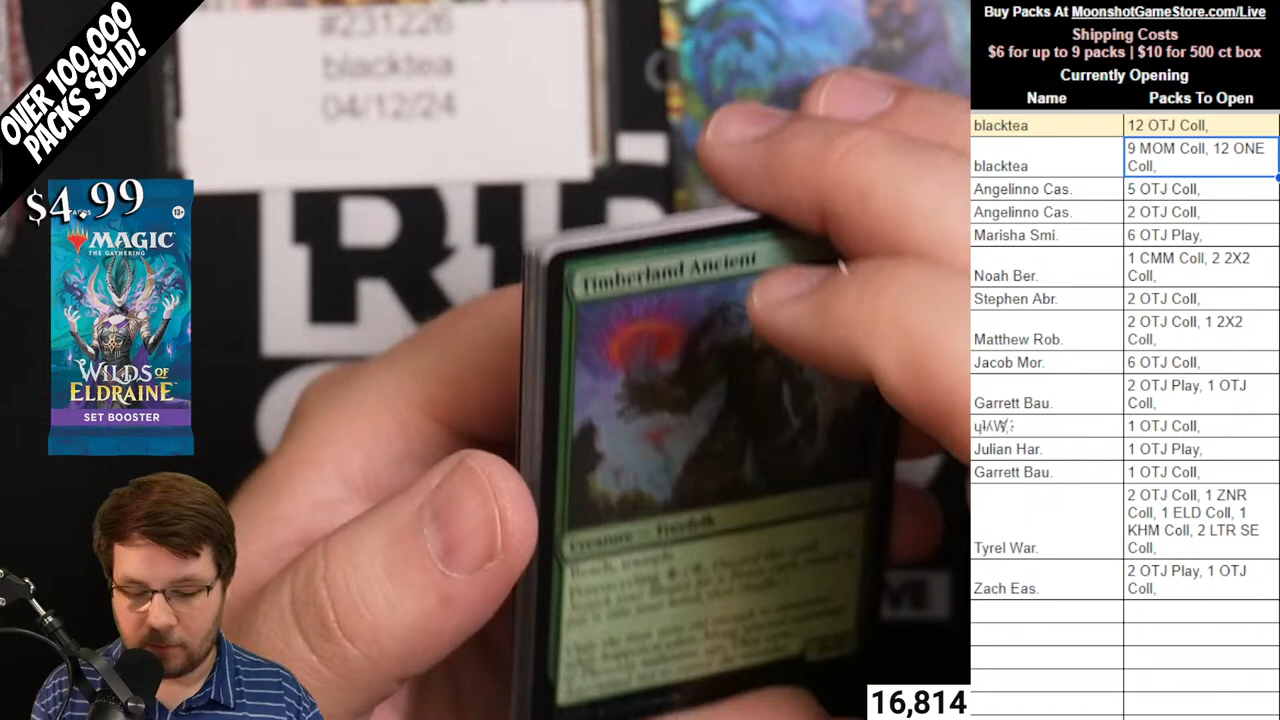 OVER 100,000
PACKS SOLD!
$4.99
13+
MAGIC
THE GATHERING
WILDS OF
ELDRAINE
SET BOOSTER
#231226
blacktea
04/12/24
Timberland Ancient
Creature — Treefolk
Reach, trample
16,814
Buy Packs At MoonshotGameStore.com/Live
Shipping Costs
$6 for up to 9 packs | $10 for 500 ct box
Currently Opening
Name Packs To Open
blacktea 12 OTJ Coll,
9 MOM Coll, 12 ONE
blacktea Coll,
Angelinno Cas. 5 OTJ Coll,
Angelinno Cas. 2 OTJ Coll,
Marisha Smi. 6 OTJ Play,
1 CMM Coll, 2 2X2
Noah Ber. Coll,
Stephen Abr. 2 OTJ Coll,
2 OTJ Coll, 1 2X2
Matthew Rob. Coll,
Jacob Mor. 6 OTJ Coll,
2 OTJ Play, 1 OTJ
Garrett Bau. Coll,
1 OTJ Coll,
Julian Har. 1 OTJ Play,
Garrett Bau. 1 OTJ Coll,
2 OTJ Coll, 1 ZNR
Coll, 1 ELD Coll, 1
KHM Coll, 2 LTR SE
Tyrel War. Coll,
2 OTJ Play, 1 OTJ
Zach Eas. Coll,